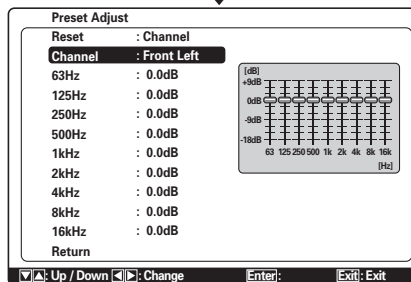 Preset Adjust
Reset : Channel
Channel : Front Left
63Hz : 0.0dB
125Hz : 0.0dB
250Hz : 0.0dB
500Hz : 0.0dB
1kHz : 0.0dB
2kHz : 0.0dB
4kHz : 0.0dB
8kHz : 0.0dB
16kHz : 0.0dB
Return
[dB]
+9dB
0dB
-9dB
-18dB
63 125 250 500 1k 2k 4k 8k 16k
[Hz]
▼▲: Up / Down ◀▶: Change Enter: Exit: Exit